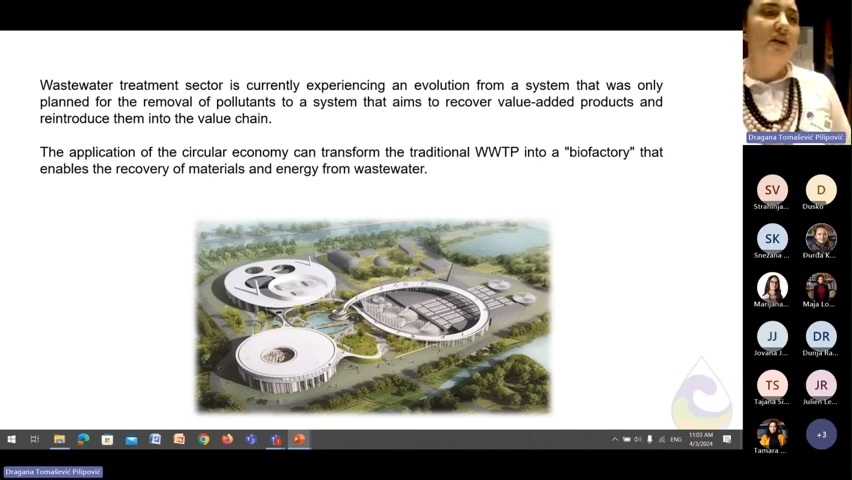 Wastewater treatment sector is currently experiencing an evolution from a system that was only
planned for the removal of pollutants to a system that aims to recover value-added products and
reintroduce them into the value chain.
The application of the circular economy can transform the traditional WWTP into a "biofactory" that
enables the recovery of materials and energy from wastewater.
Dragana Tomašević Pilipović
SV
D
Strahinja...
Duško
SK
Snezana ...
Đurđa K...
Marijana...
Maja Lo...
JJ
DR
Jovana J...
Dunja Ra...
TS
JR
Tajana Si...
Julien Le...
+3
Tamara ...
ENG
11:03 AM
4/3/2024
Dragana Tomašević Pilipović